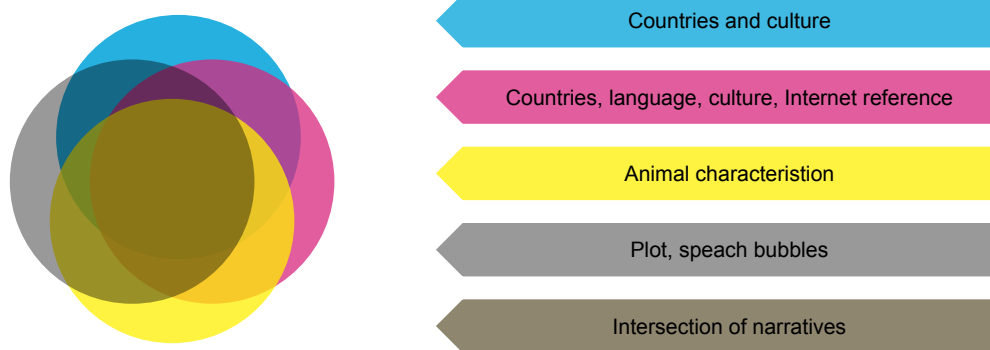 Countries and culture
Countries, language, culture, Internet reference
Animal characteristion
Plot, speach bubbles
Intersection of narratives